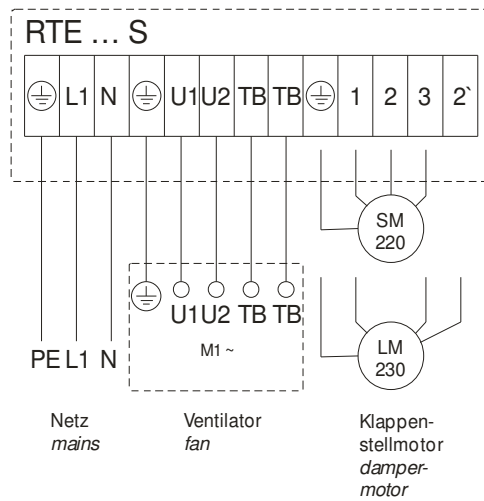 RTE ... S
L1 N U1 U2 TB TB 1 2 3 2`
SM
220
U1 U2 TB TB
M1 ~
PE L1 N
LM
230
Netz
mains
Ventilator
fan
Klappen-
stellmotor
damper-
motor